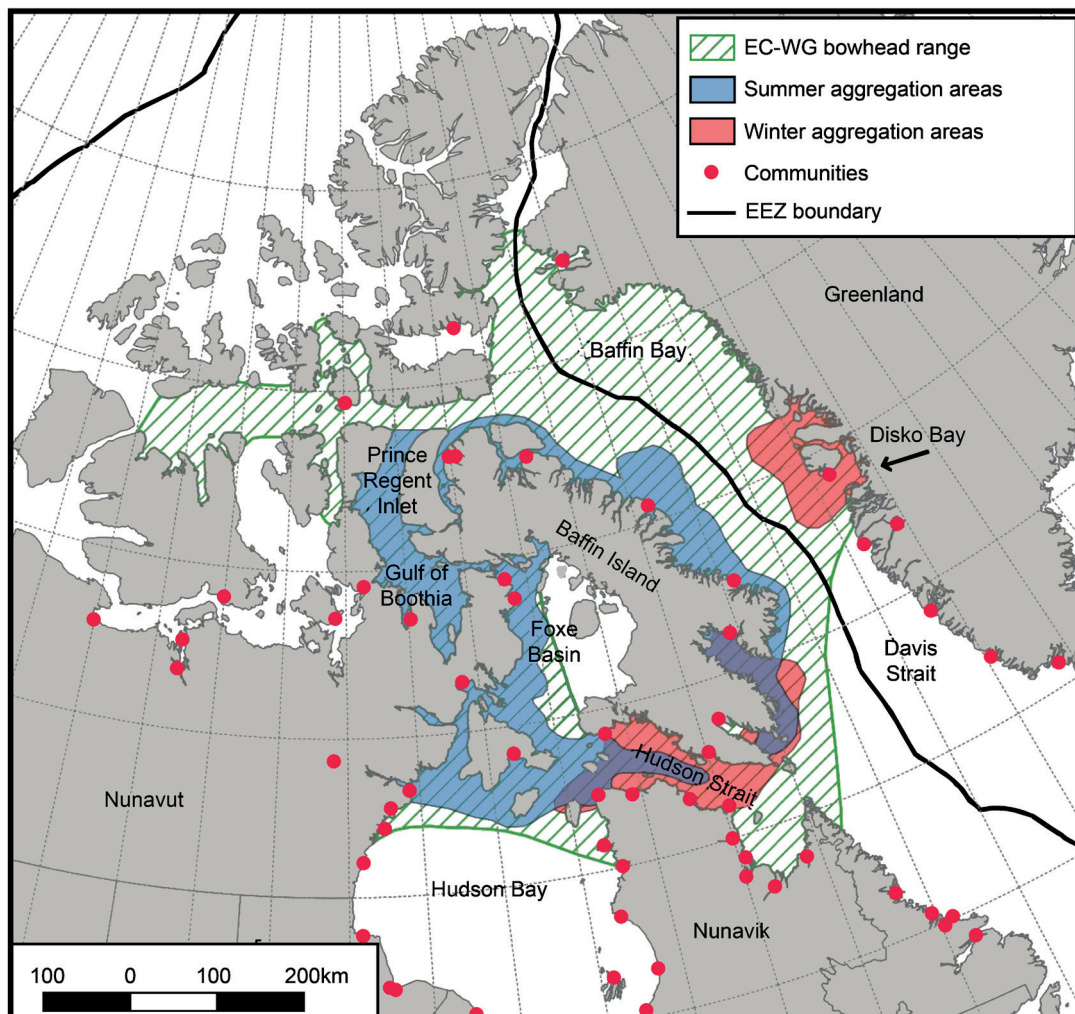 EC-WG bowhead range
Summer aggregation areas
Winter aggregation areas
Communities
EEZ boundary
Greenland
Baffin Bay
Disko Bay
Prince
Regent
Inlet
Baffin Island
Gulf of
Boothia
Foxe
Basin
Davis
Strait
Hudson Strait
Nunavut
Hudson Bay
Nunavik
100 0 100 200km